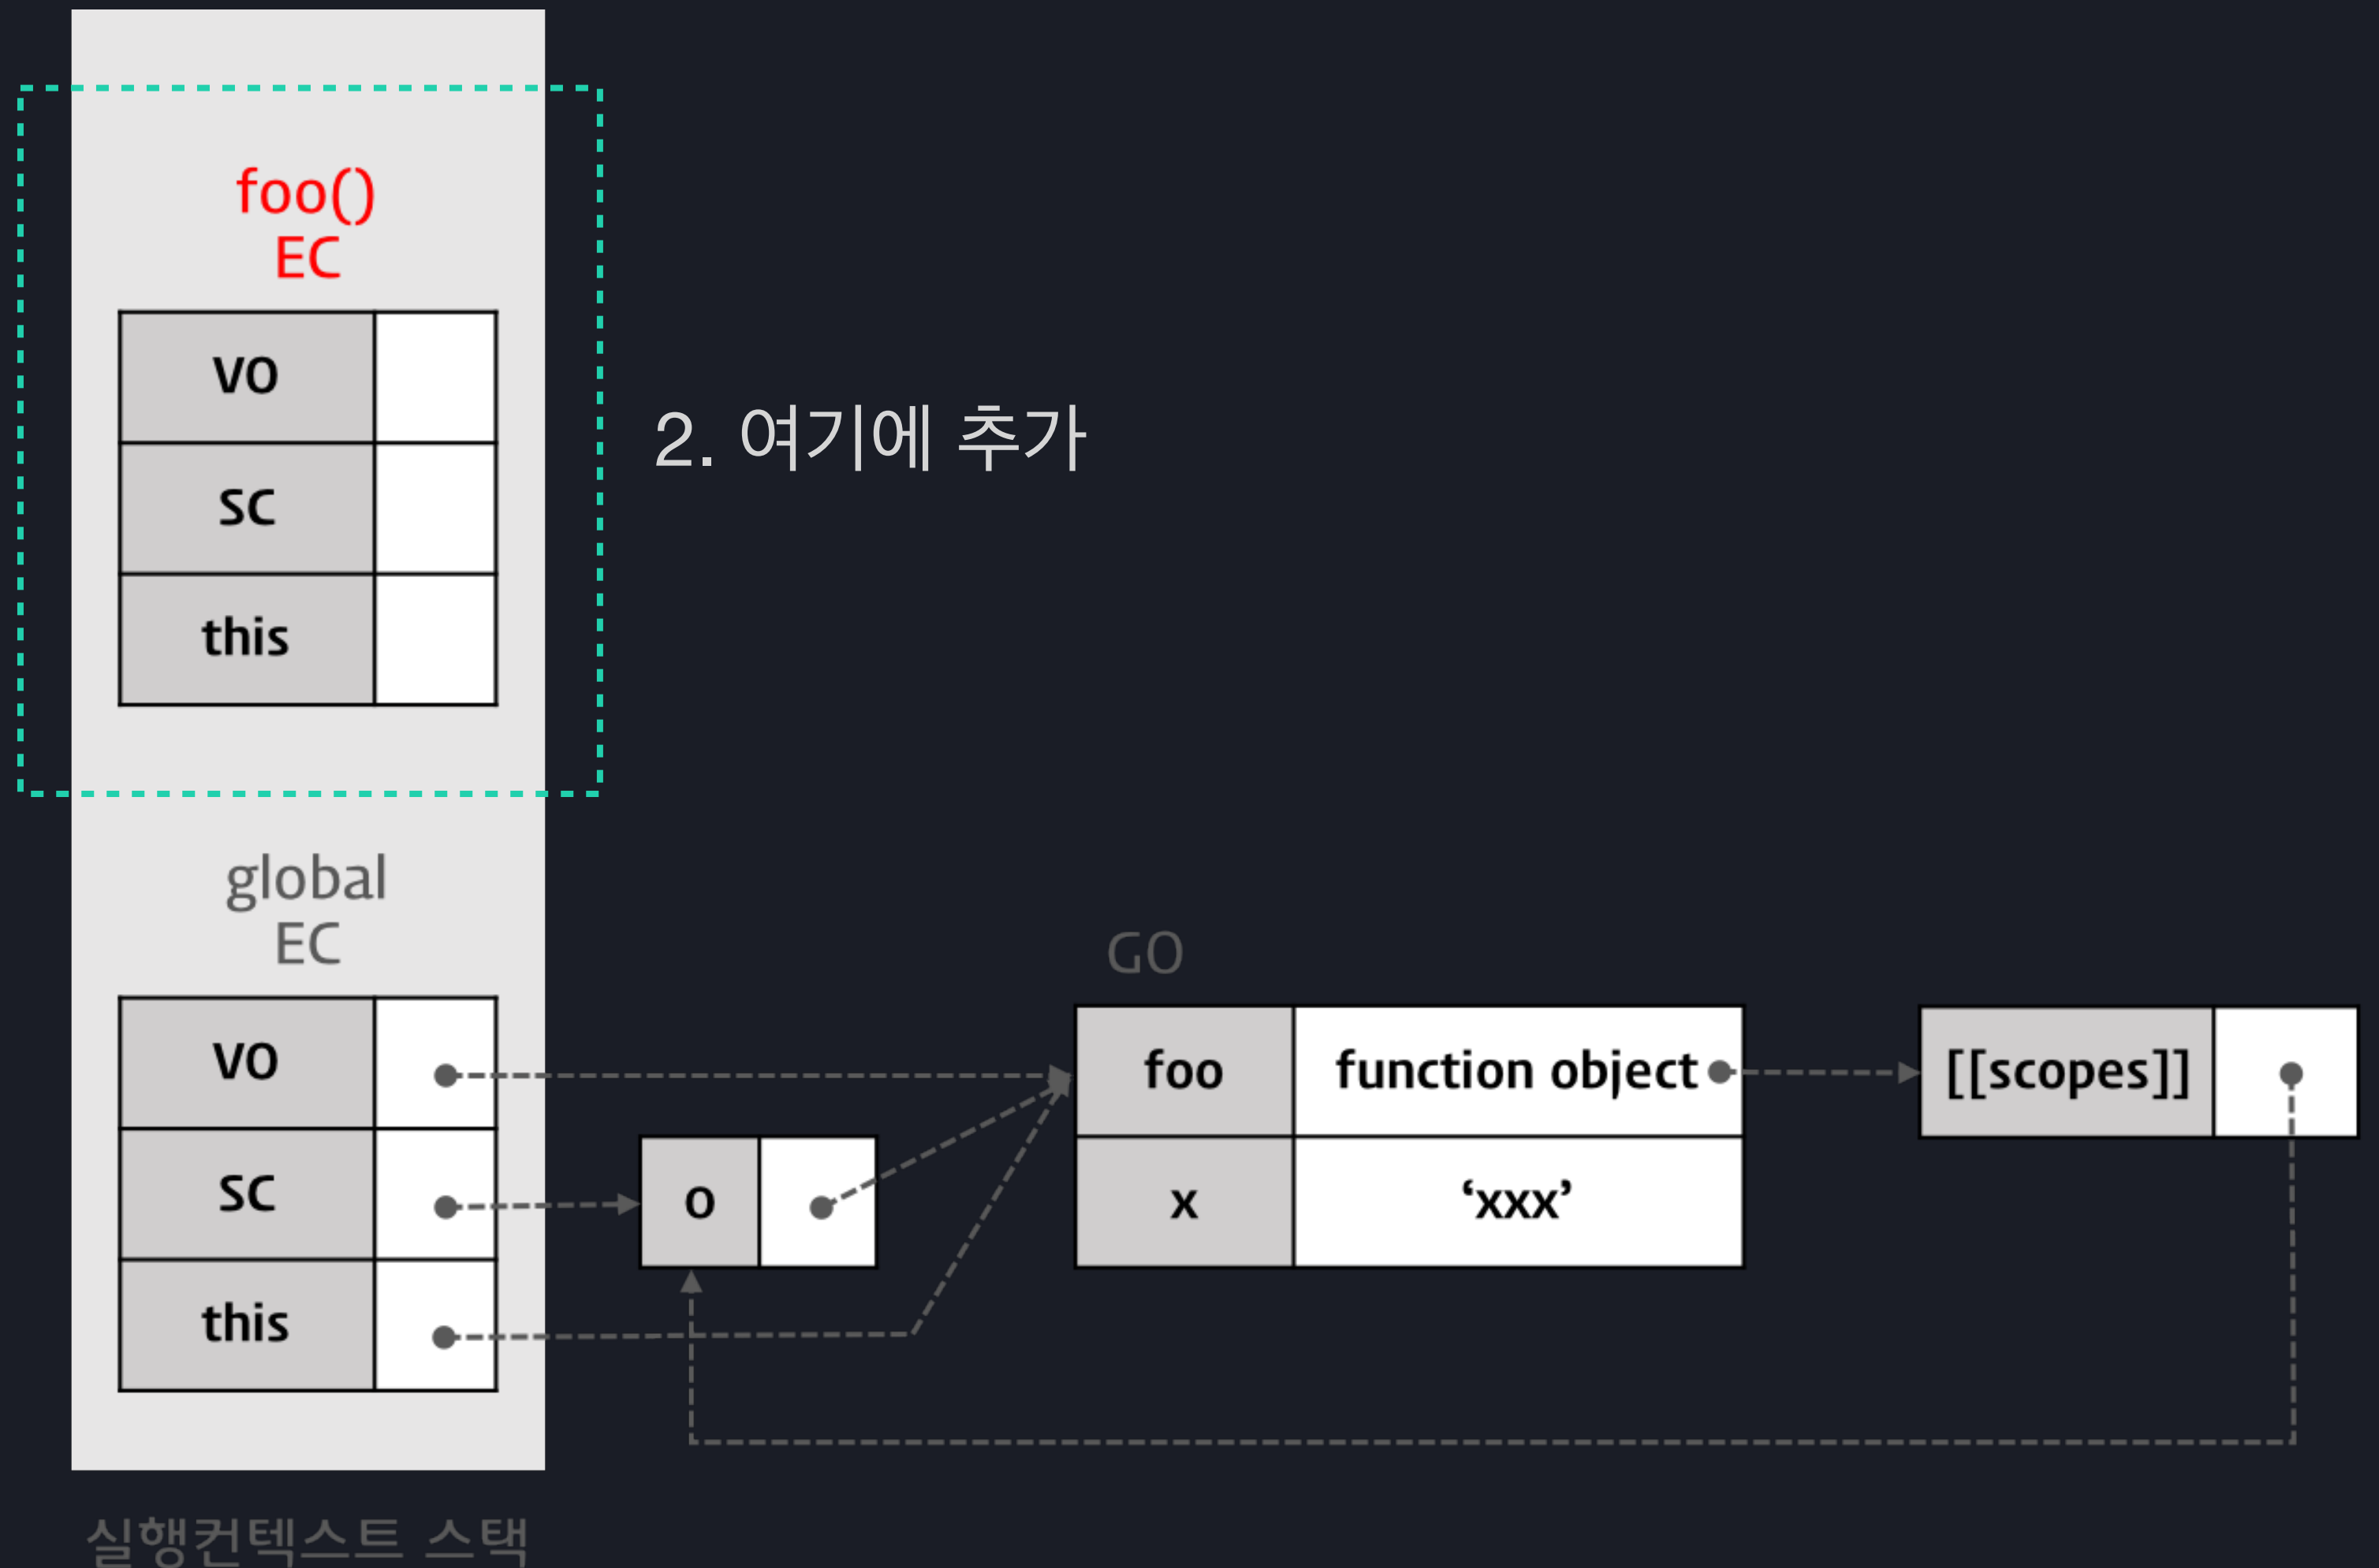 foo()
EC
VO
SC
this
2. 여기에 추가
global
EC
VO
SC
this
0
GO
foo function object
x ‘xxx’
[[scopes]]
실행컨텍스트 스택